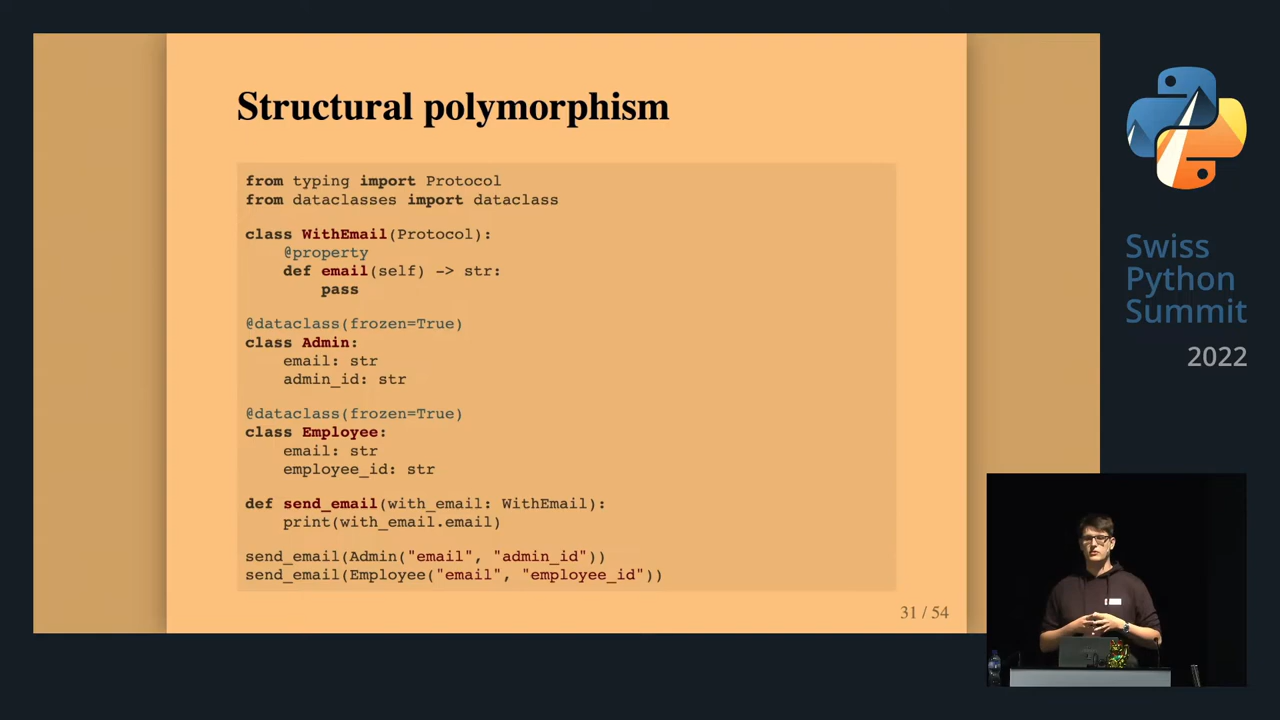 Structural polymorphism
from typing import Protocol
from dataclasses import dataclass
class WithEmail(Protocol):
    @property
    def email(self) -> str:
        pass
@dataclass(frozen=True)
class Admin:
    email: str
    admin_id: str
@dataclass(frozen=True)
class Employee:
    email: str
    employee_id: str
def send_email(with_email: WithEmail):
    print(with_email.email)
send_email(Admin("email", "admin_id"))
send_email(Employee("email", "employee_id"))
31 / 54
Swiss
Python
Summit
2022